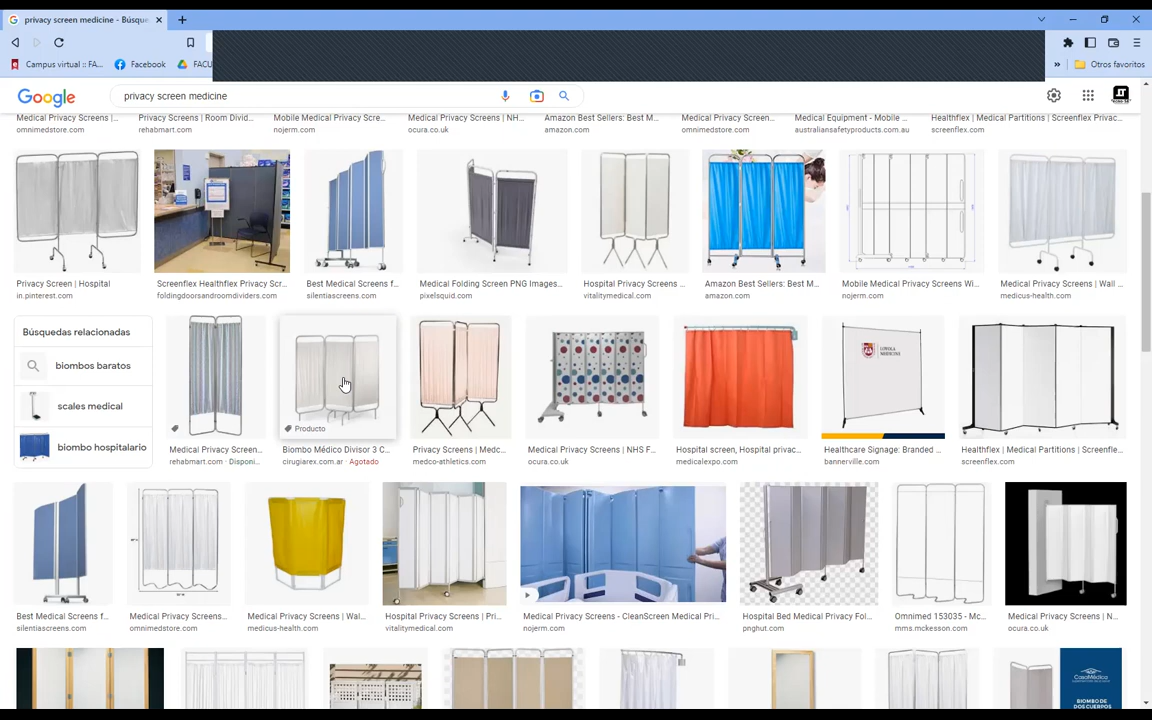 privacy screen medicine - Búsque
Campus virtual :: FA...
Facebook
FACU
Otros favoritos
Google
privacy screen medicine
Medical Privacy Screens |...
Privacy Screens | Room Divid...
Mobile Medical Privacy Scre...
Medical Privacy Screens | NH...
Amazon Best Sellers: Best M...
Medical Privacy Screens |...
Medical Equipment - Mobile ...
Healthflex | Medical Partitions | Screenflex Privac...
omnimedstore.com
rehabmart.com
nojerm.com
ocura.co.uk
amazon.com
omnimedstore.com
australiansafetyproducts.com.au
screenflex.com
Privacy Screen | Hospital
Screenflex Healthflex Privacy Scr...
Best Medical Screens f...
Medical Folding Screen PNG Images...
Hospital Privacy Screens ...
Amazon Best Sellers: Best M...
Mobile Medical Privacy Screens Wi...
Medical Privacy Screens | Wall ...
in.pinterest.com
foldingdoorsandroomdividers.com
silentiascreens.com
pixelsquid.com
vitalitymedical.com
amazon.com
nojerm.com
medicus-health.com
Búsquedas relacionadas
biombos baratos
scales medical
biombo hospitalario
Producto
LOYOLA
MEDICINE
Medical Privacy Screen...
Biombo Médico Divisor 3 C...
Privacy Screens | Medc...
Medical Privacy Screens | NHS F...
Hospital screen, Hospital privac...
Healthcare Signage: Branded ...
Healthflex | Medical Partitions | Screenfle...
rehabmart.com · Disponi...
cirugiarex.com.ar · Agotado
medco-athletics.com
ocura.co.uk
medicalexpo.com
bannerville.com
screenflex.com
Best Medical Screens f...
Medical Privacy Screens...
Medical Privacy Screens | Wal...
Hospital Privacy Screens | Pri...
Medical Privacy Screens - CleanScreen Medical Pri...
Hospital Bed Medical Privacy Fol...
Omnimed 153035 - Mc...
Medical Privacy Screens | N...
silentiascreens.com
omnimedstore.com
medicus-health.com
vitalitymedical.com
nojerm.com
pnghut.com
mms.mckesson.com
ocura.co.uk
CasaMédica
BIOMBO DE
DOS CUERPOS